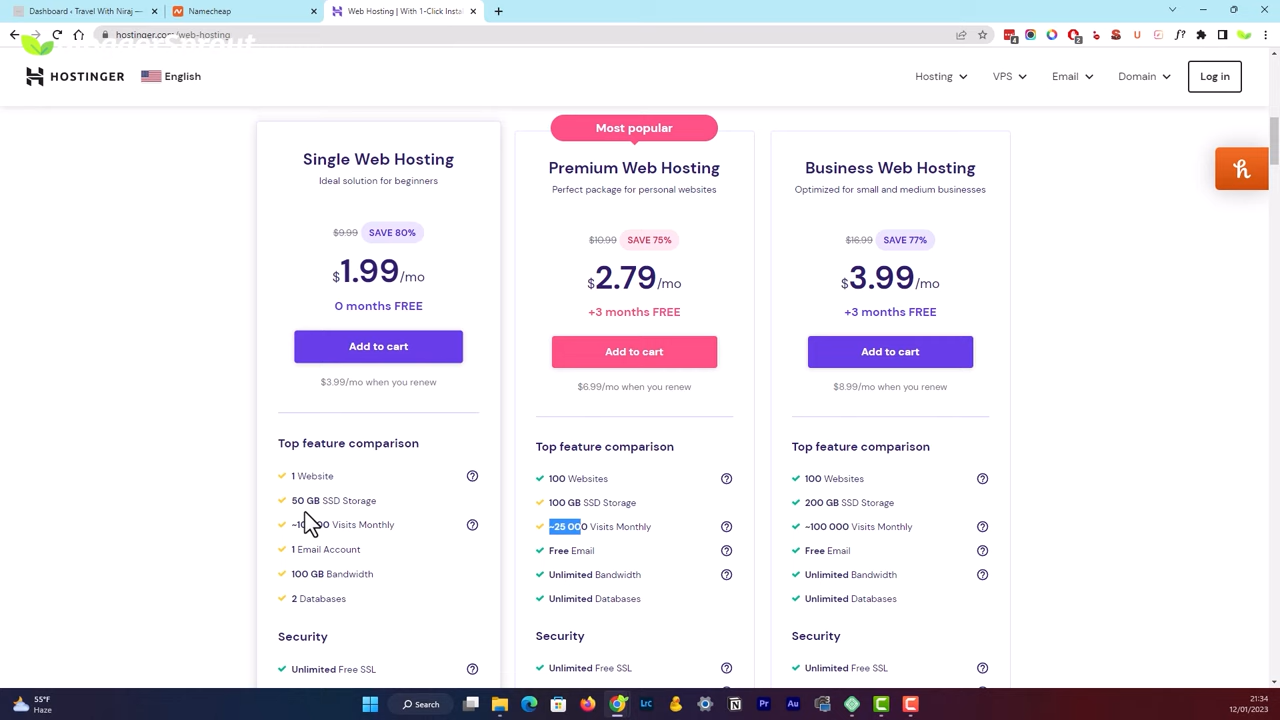 Dashboard ‹ Travel With Niraj —
Namecheap
Web Hosting | With 1-Click Insta
hostinger.com/web-hosting
HOSTINGER
English
Hosting
VPS
Email
Domain
Log in
Most popular
Single Web Hosting
Ideal solution for beginners
$9.99 SAVE 80%
$1.99/mo
0 months FREE
Add to cart
$3.99/mo when you renew
Top feature comparison
1 Website
50 GB SSD Storage
Visits Monthly
1 Email Account
100 GB Bandwidth
2 Databases
Security
Unlimited Free SSL
Premium Web Hosting
Perfect package for personal websites
$10.99 SAVE 75%
$2.79/mo
+3 months FREE
Add to cart
$6.99/mo when you renew
Top feature comparison
100 Websites
100 GB SSD Storage
~25 000 Visits Monthly
Free Email
Unlimited Bandwidth
Unlimited Databases
Security
Unlimited Free SSL
Business Web Hosting
Optimized for small and medium businesses
$16.99 SAVE 77%
$3.99/mo
+3 months FREE
Add to cart
$8.99/mo when you renew
Top feature comparison
100 Websites
200 GB SSD Storage
~100 000 Visits Monthly
Free Email
Unlimited Bandwidth
Unlimited Databases
Security
Unlimited Free SSL
55°F
Haze
Search
21:34
12/01/2023